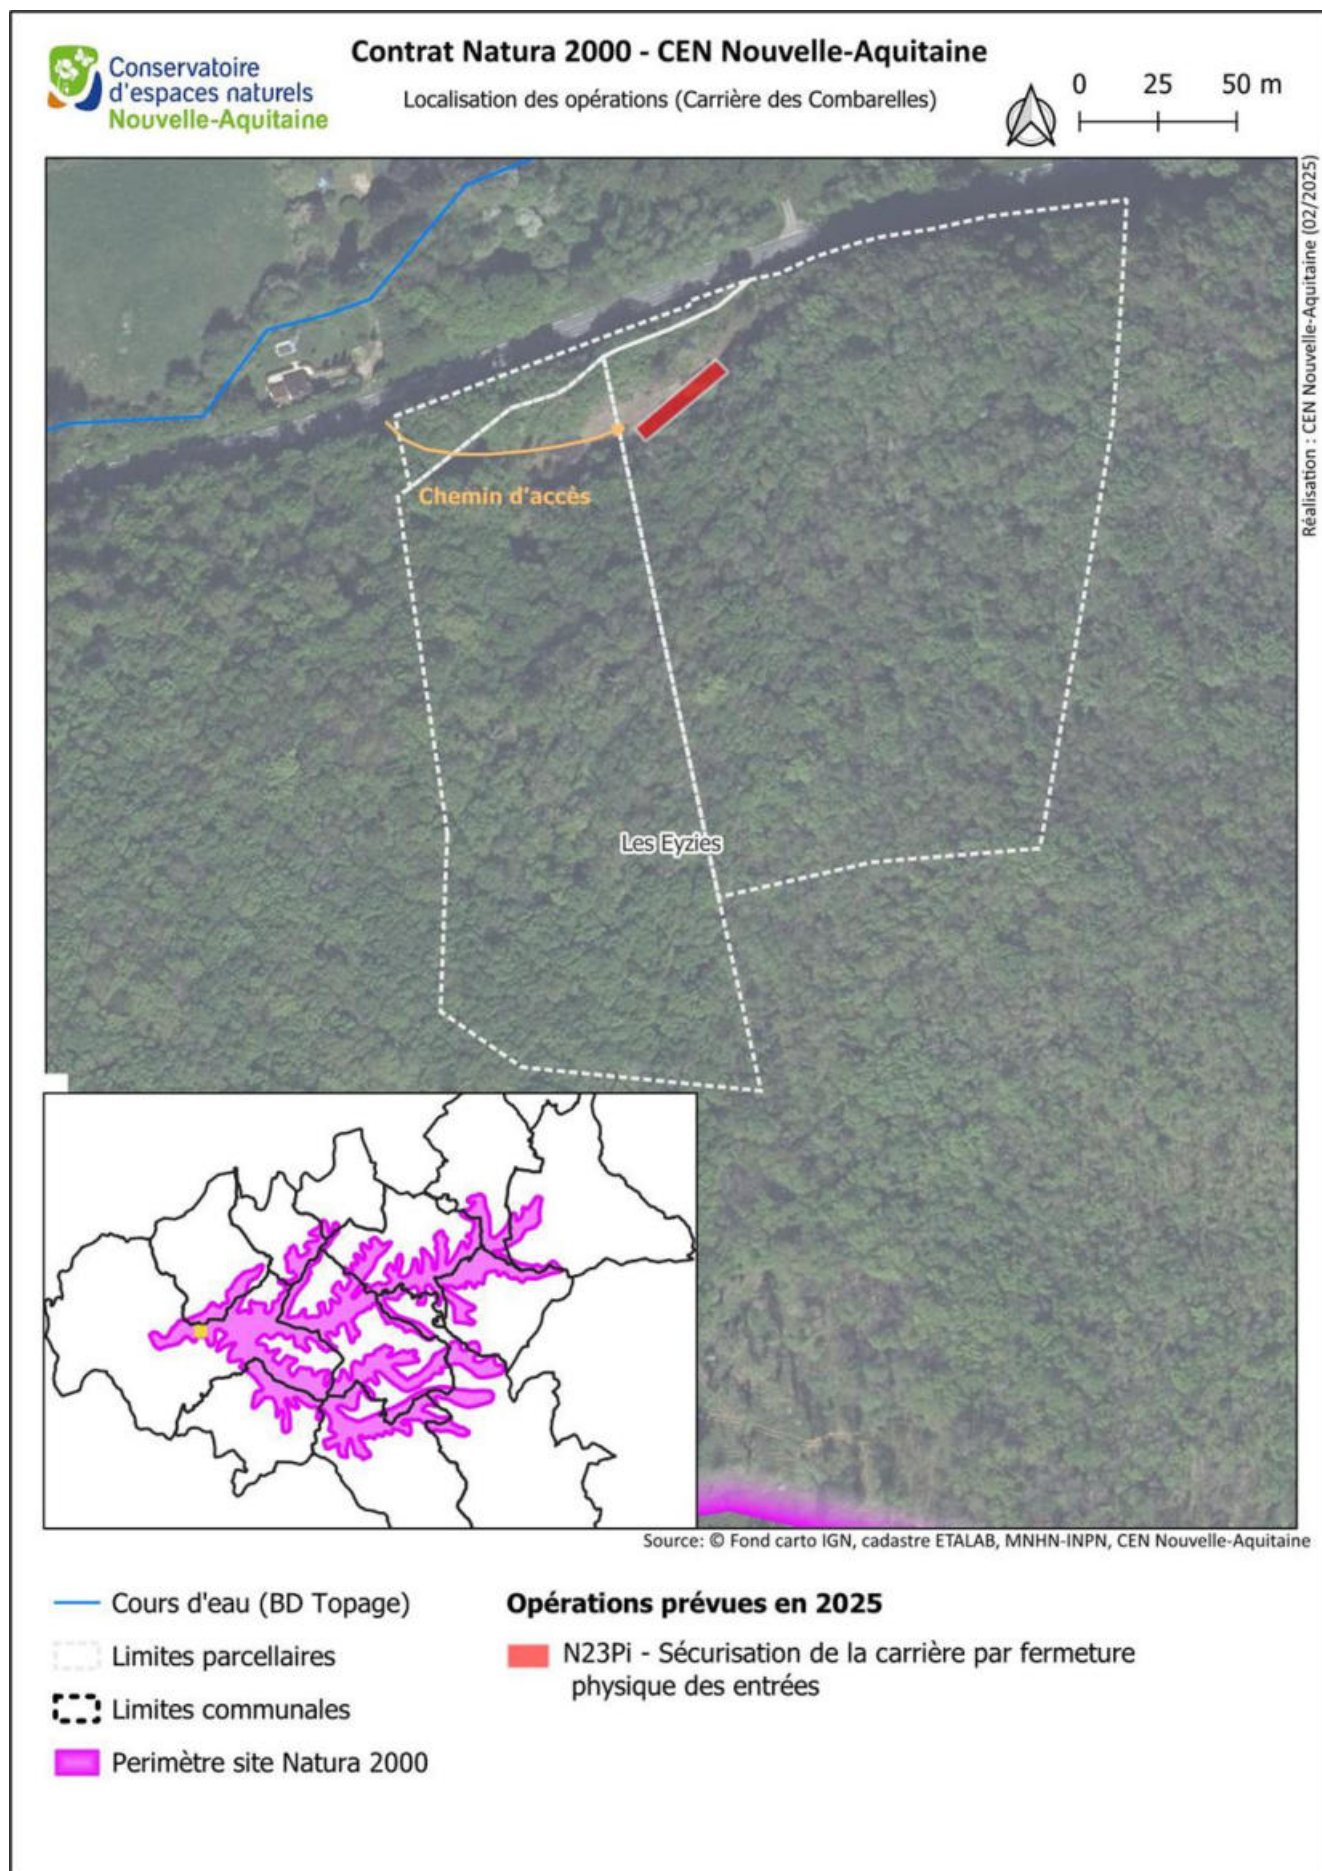 Conservatoire
d'espaces naturels
Nouvelle-Aquitaine
Contrat Natura 2000 - CEN Nouvelle-Aquitaine
Localisation des opérations (Carrière des Combarelles)
0 25 50 m
Réalisation : CEN Nouvelle-Aquitaine (02/2025)
Chemin d'accès
Les Eyzies
Source: © Fond carto IGN, cadastre ETALAB, MNHN-INPN, CEN Nouvelle-Aquitaine
Cours d'eau (BD Topage)
Limites parcellaires
Limites communales
Perimètre site Natura 2000
Opérations prévues en 2025
N23Pi - Sécurisation de la carrière par fermeture
physique des entrées